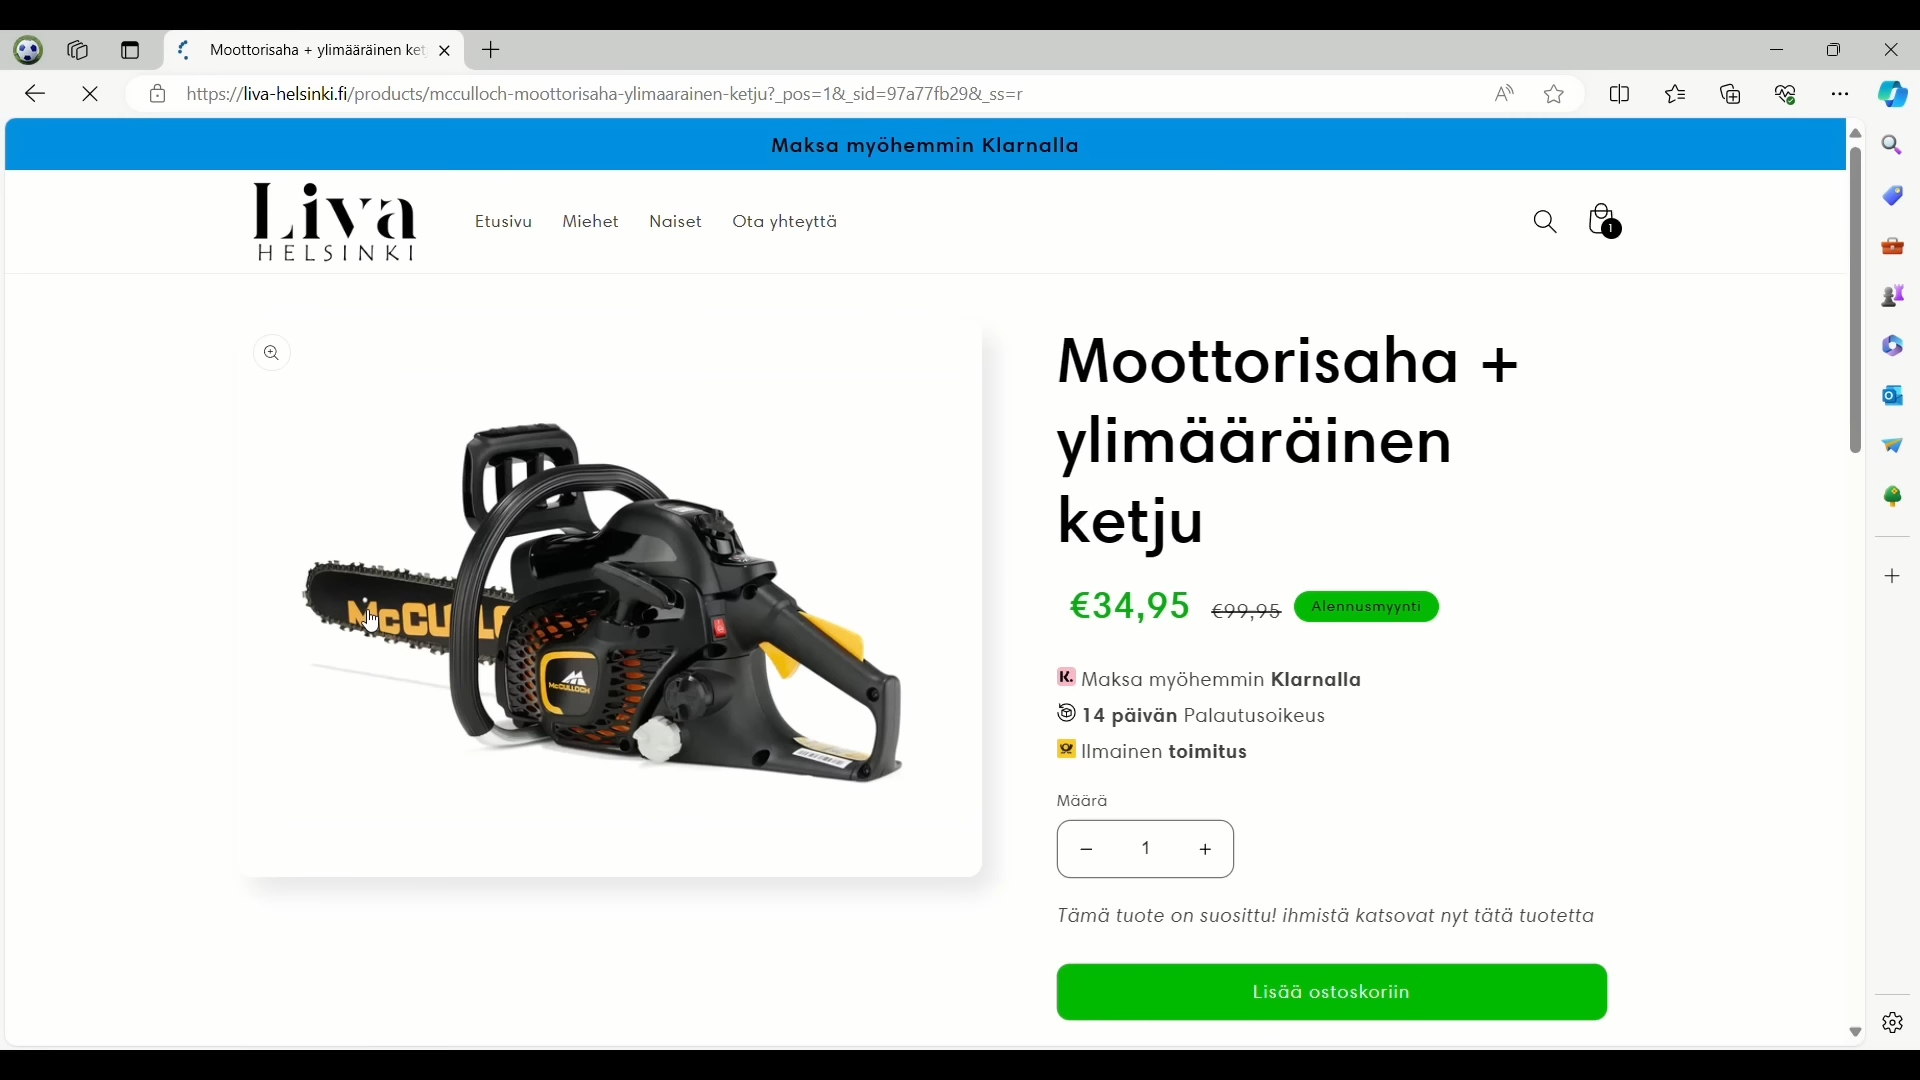 Moottorisaha + ylimääräinen ket
https://liva-helsinki.fi/products/mcculloch-moottorisaha-ylimaarainen-ketju?_pos=1&_sid=97a77fb29&_ss=r
Maksa myöhemmin Klarnalla
Liva
HELSINKI
Etusivu Miehet Naiset Ota yhteyttä
1
Moottorisaha +
ylimääräinen
ketju
€34,95 €99,95 Alennusmyynti
McCULLO
McCULLOCH
K. Maksa myöhemmin Klarnalla
14 päivän Palautusoikeus
Ilmainen toimitus
Määrä
− 1 +
Tämä tuote on suosittu! ihmistä katsovat nyt tätä tuotetta
Lisää ostoskoriin